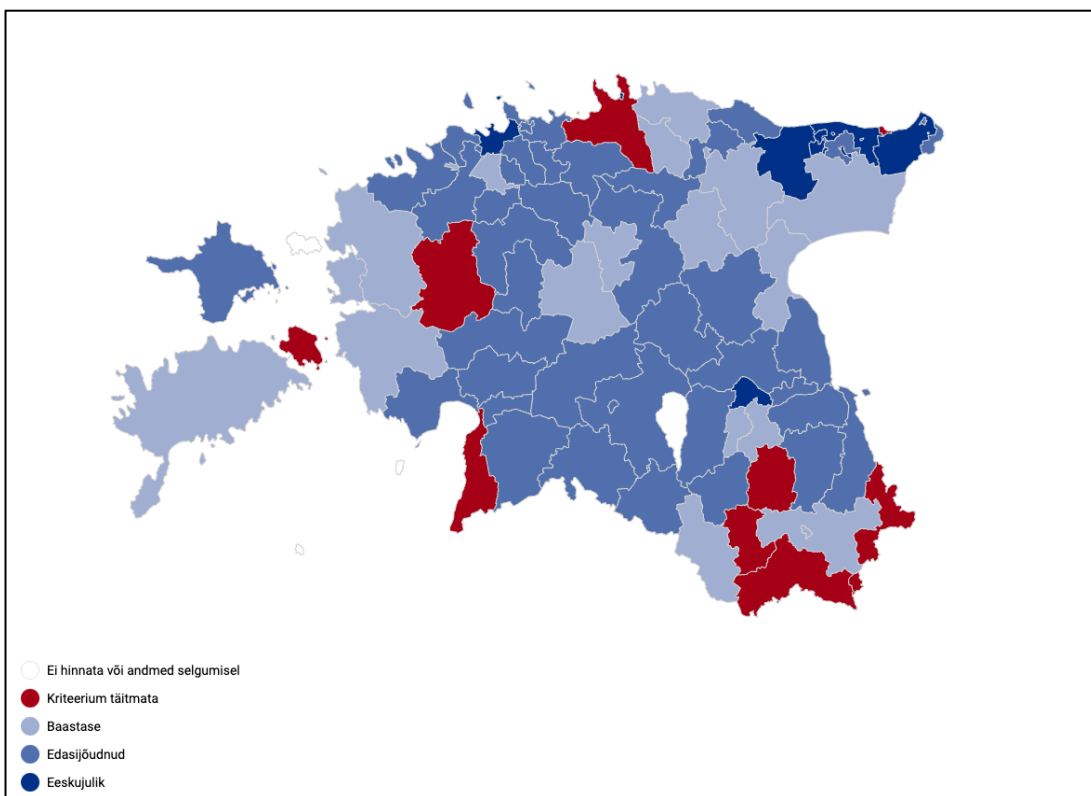 Ei hinnata või andmed selgumisel
Kriteerium täitmata
Baastase
Edasijõudnud
Eeskujulik